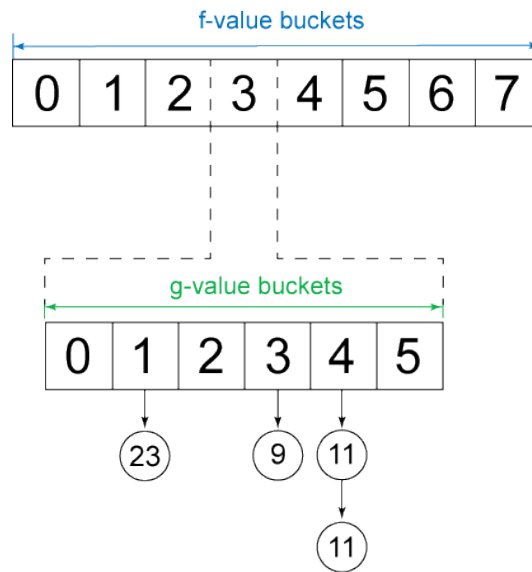 f-value buckets
0 1 2 3 4 5 6 7
g-value buckets
0 1 2 3 4 5
23 9 11
11